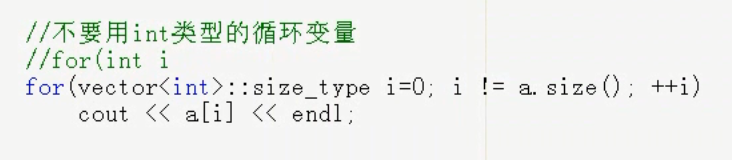 //不要用int类型的循环变量
//for(int i
for(vector<int>::size_type i=0; i != a.size(); ++i)
cout << a[i] << endl;